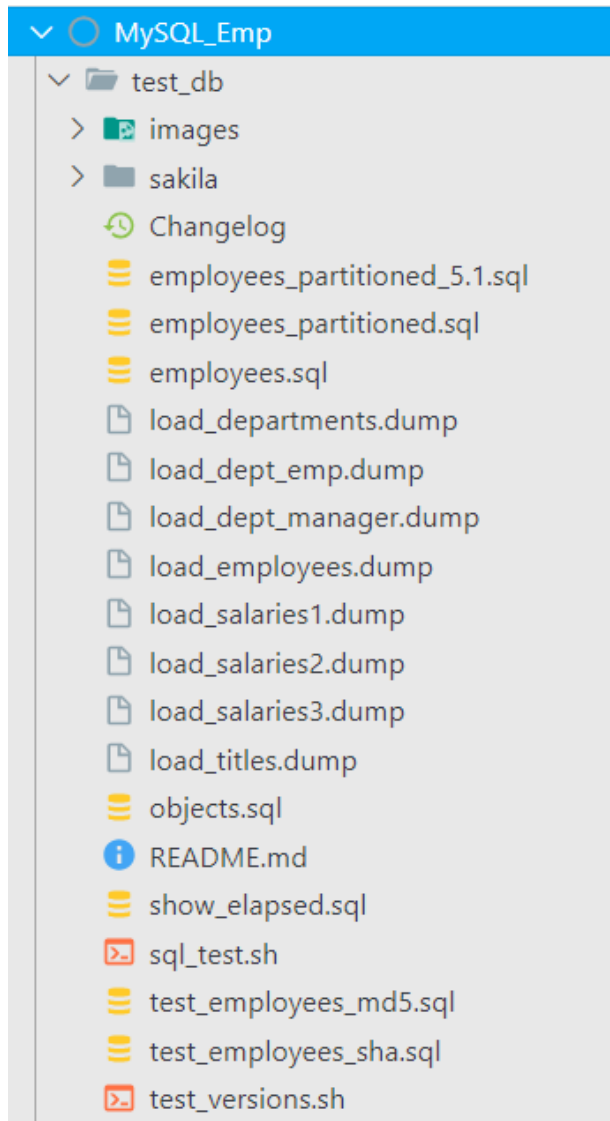 MySQL_Emp
test_db
images
sakila
Changelog
employees_partitioned_5.1.sql
employees_partitioned.sql
employees.sql
load_departments.dump
load_dept_emp.dump
load_dept_manager.dump
load_employees.dump
load_salaries1.dump
load_salaries2.dump
load_salaries3.dump
load_titles.dump
objects.sql
README.md
show_elapsed.sql
sql_test.sh
test_employees_md5.sql
test_employees_sha.sql
test_versions.sh